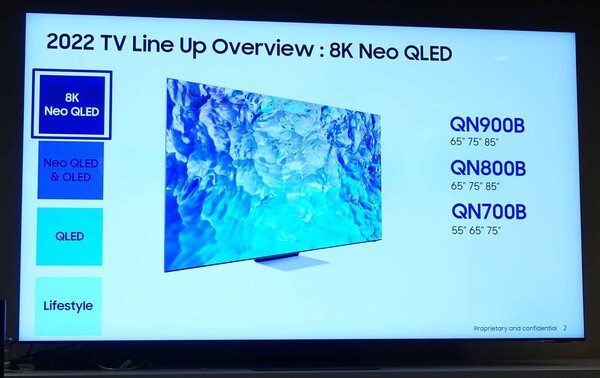 2022 TV Line Up Overview : 8K Neo QLED
8K
Neo QLED
Neo QLED
& OLED
QLED
Lifestyle
QN900B
65" 75" 85"
QN800B
65" 75" 85"
QN700B
55" 65" 75"
Proprietary and confidential 2